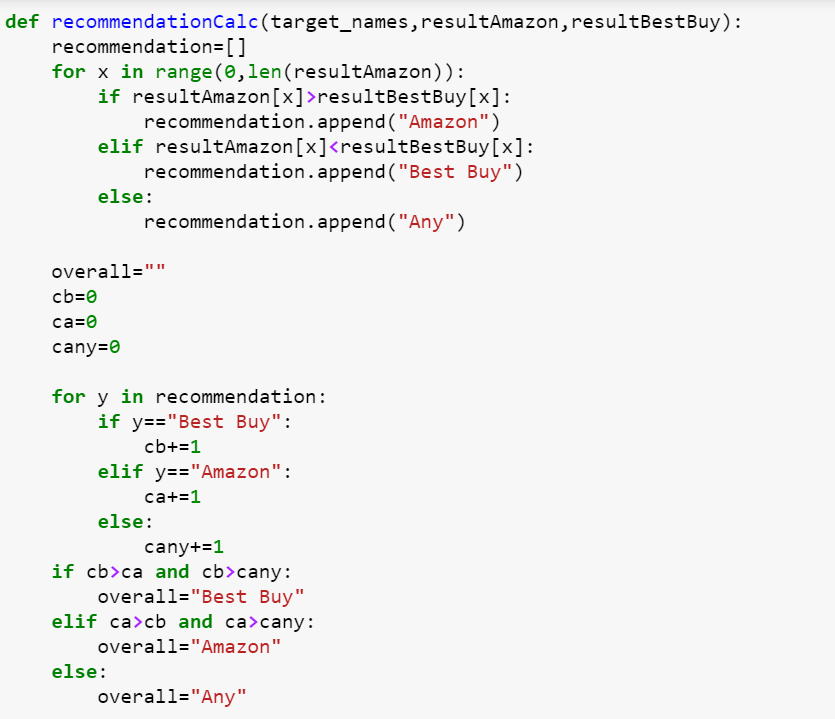 def recommendationCalc(target_names,resultAmazon,resultBestBuy):
    recommendation=[]
    for x in range(0,len(resultAmazon)):
        if resultAmazon[x]>resultBestBuy[x]:
            recommendation.append("Amazon")
        elif resultAmazon[x]<resultBestBuy[x]:
            recommendation.append("Best Buy")
        else:
            recommendation.append("Any")

    overall=""
    cb=0
    ca=0
    cany=0

    for y in recommendation:
        if y=="Best Buy":
            cb+=1
        elif y=="Amazon":
            ca+=1
        else:
            cany+=1
    if cb>ca and cb>cany:
        overall="Best Buy"
    elif ca>cb and ca>cany:
        overall="Amazon"
    else:
        overall="Any"